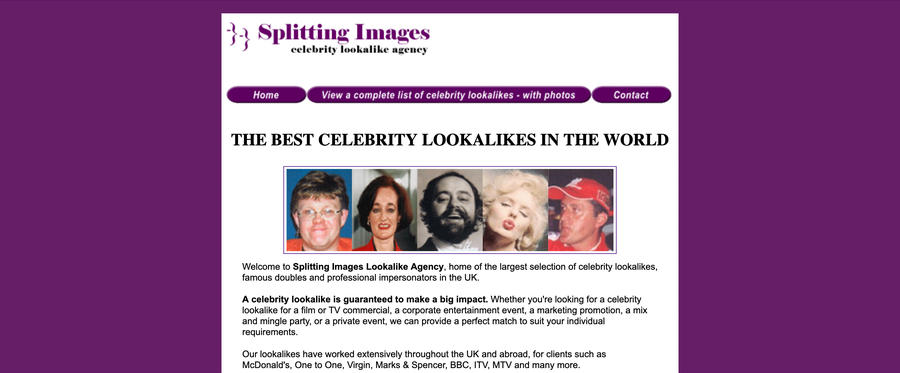 Splitting Images
celebrity lookalike agency
Home View a complete list of celebrity lookalikes - with photos Contact
THE BEST CELEBRITY LOOKALIKES IN THE WORLD
Welcome to Splitting Images Lookalike Agency, home of the largest selection of celebrity lookalikes,
famous doubles and professional impersonators in the UK.
A celebrity lookalike is guaranteed to make a big impact. Whether you're looking for a celebrity
lookalike for a film or TV commercial, a corporate entertainment event, a marketing promotion, a mix
and mingle party, or a private event, we can provide a perfect match to suit your individual
requirements.
Our lookalikes have worked extensively throughout the UK and abroad, for clients such as
McDonald's, One to One, Virgin, Marks & Spencer, BBC, ITV, MTV and many more.